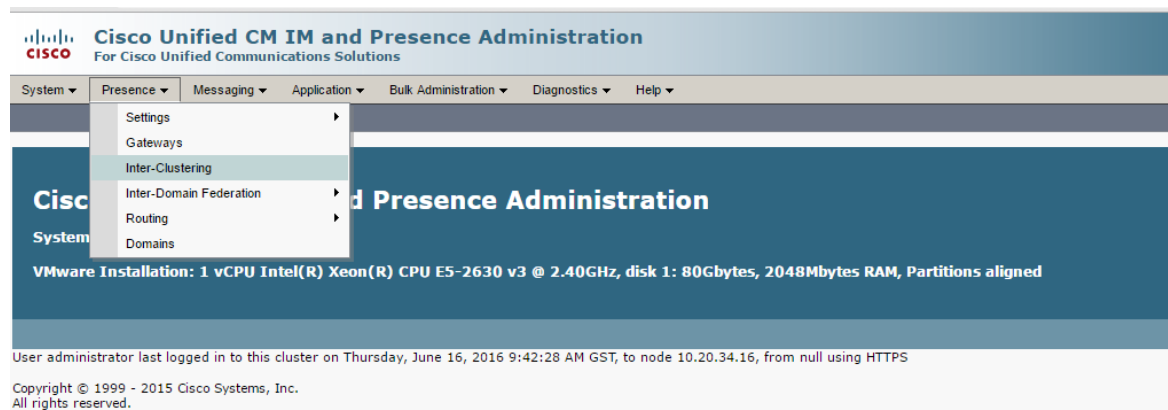 CISCO
Cisco Unified CM IM and Presence Administration
For Cisco Unified Communications Solutions
System Presence Messaging Application Bulk Administration Diagnostics Help
Settings
Gateways
Inter-Clustering
Inter-Domain Federation
Routing
Domains
Cisc d Presence Administration
System
VMware Installation: 1 vCPU Intel(R) Xeon(R) CPU E5-2630 v3 @ 2.40GHz, disk 1: 80Gbytes, 2048Mbytes RAM, Partitions aligned
User administrator last logged in to this cluster on Thursday, June 16, 2016 9:42:28 AM GST, to node 10.20.34.16, from null using HTTPS
Copyright © 1999 - 2015 Cisco Systems, Inc.
All rights reserved.